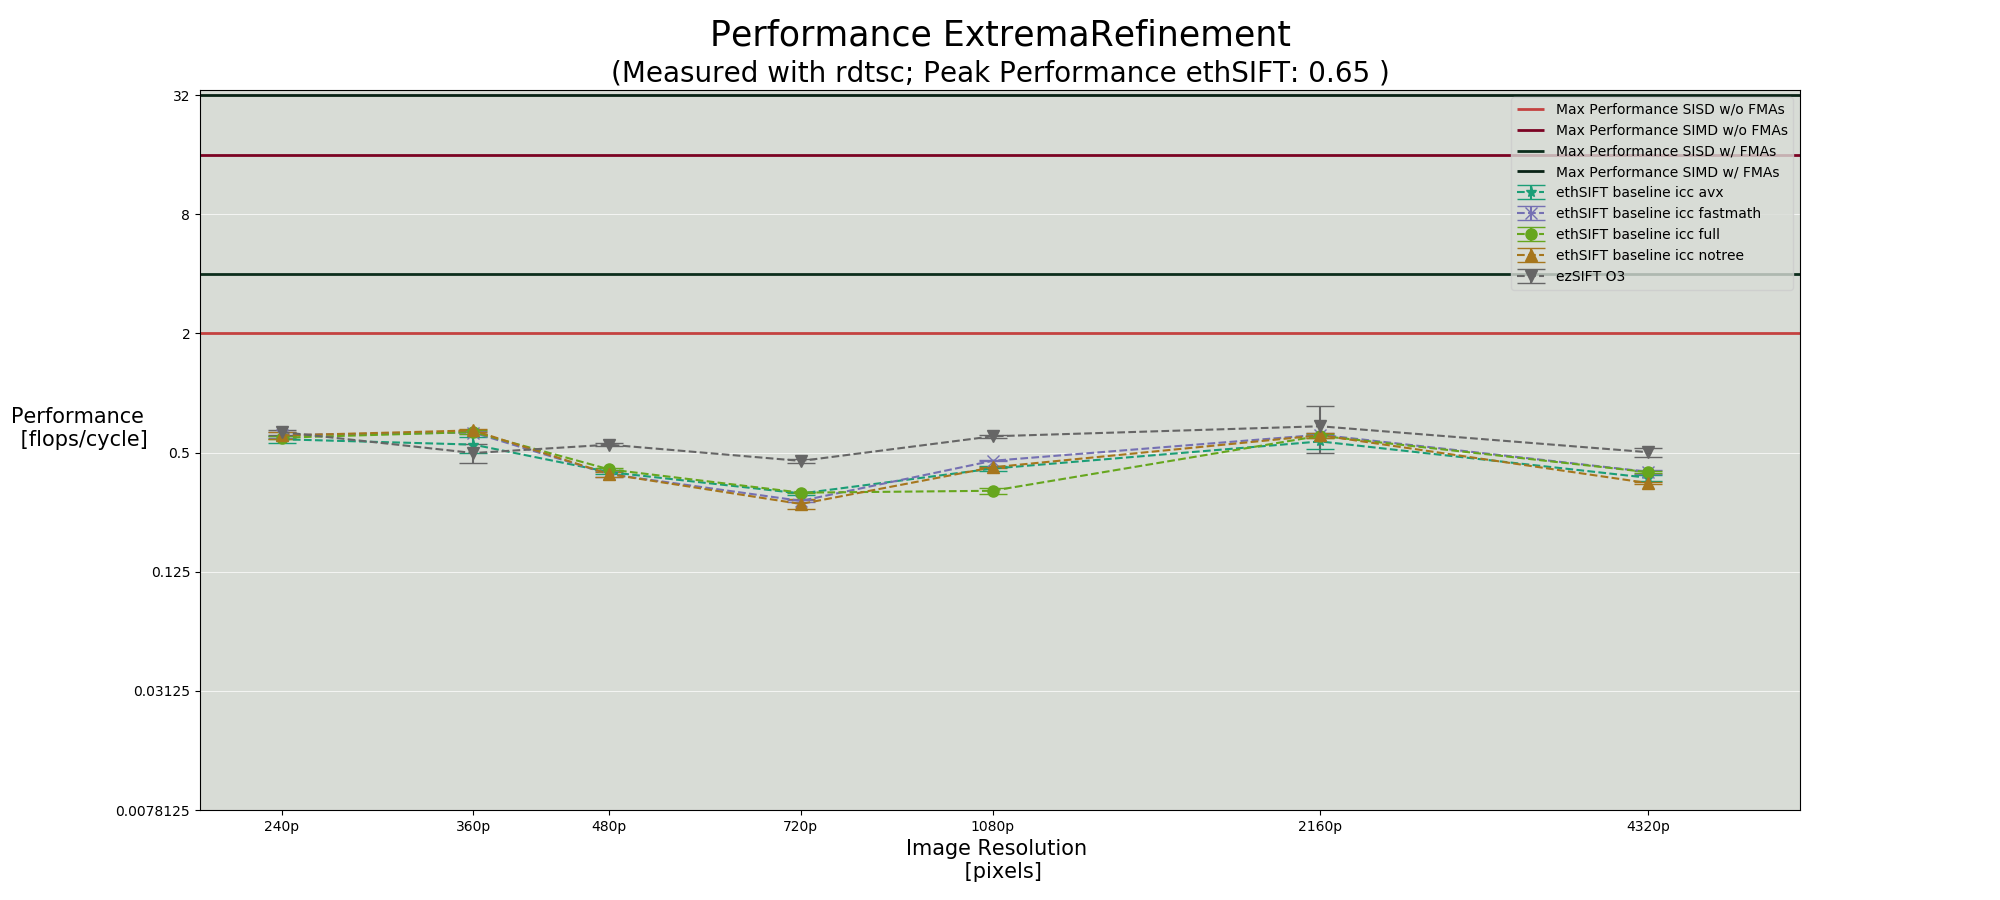 Performance ExtremaRefinement
(Measured with rdtsc; Peak Performance ethSIFT: 0.65 )
32
8
2
0.5
0.125
0.03125
0.0078125
Performance
[flops/cycle]
Max Performance SISD w/o FMAs
Max Performance SIMD w/o FMAs
Max Performance SISD w/ FMAs
Max Performance SIMD w/ FMAs
ethSIFT baseline icc avx
ethSIFT baseline icc fastmath
ethSIFT baseline icc full
ethSIFT baseline icc notree
ezSIFT O3
240p 360p 480p 720p 1080p 2160p 4320p
Image Resolution
[pixels]